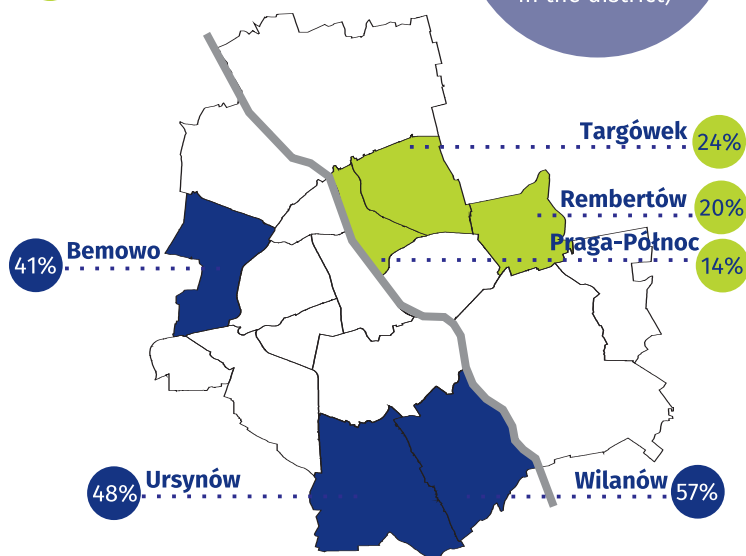 in the district)
Targówek
24%
Rembertów
20%
Praga-Północ
14%
Bemowo
41%
Ursynów
48%
Wilanów
57%